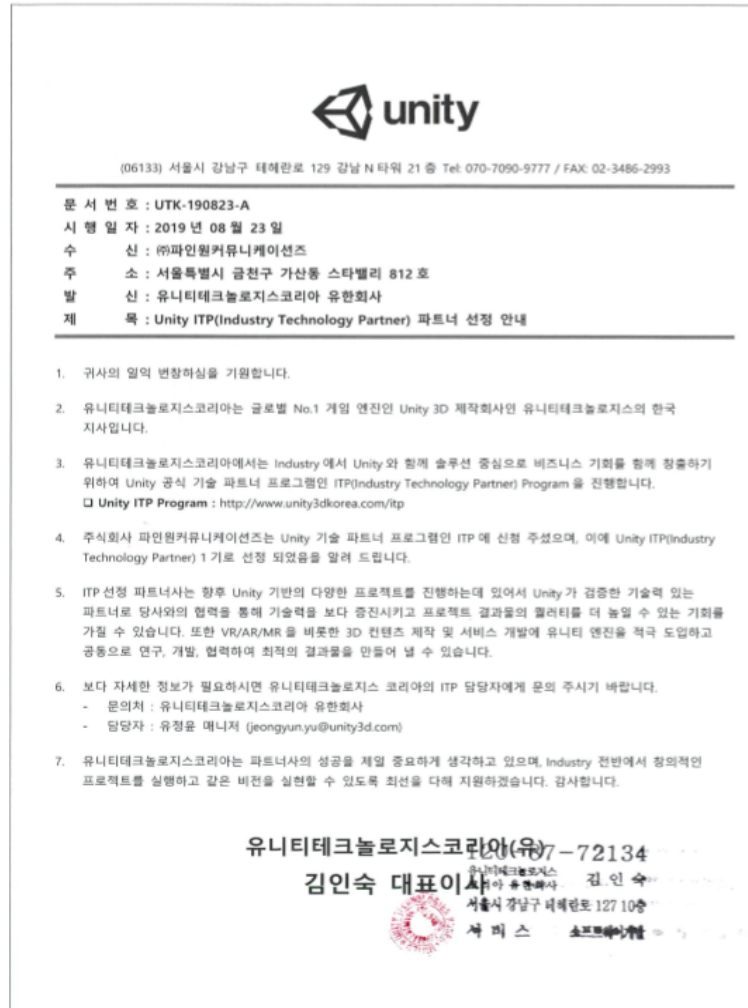 unity
(06133) 서울시 강남구 테헤란로 129 강남 N 타워 21 층 Tel: 070-7090-9777 / FAX: 02-3486-2993
문 서 번 호 : UTK-190823-A
시 행 일 자 : 2019 년 08 월 23 일
수 신 : ㈜파인원커뮤니케이션즈
주 소 : 서울특별시 금천구 가산동 스타밸리 812 호
발 신 : 유니티테크놀로지스코리아 유한회사
제 목 : Unity ITP(Industry Technology Partner) 파트너 선정 안내
1. 귀사의 일익 번창하심을 기원합니다.
2. 유니티테크놀로지스코리아는 글로벌 No.1 게임 엔진인 Unity 3D 제작회사인 유니티테크놀로지스의 한국
지사입니다.
3. 유니티테크놀로지스코리아에서는 Industry 에서 Unity 와 함께 솔루션 중심으로 비즈니스 기회를 함께 창출하기
위하여 Unity 공식 기술 파트너 프로그램인 ITP(Industry Technology Partner) Program 을 진행합니다.
❑ Unity ITP Program : http://www.unity3dkorea.com/itp
4. 주식회사 파인원커뮤니케이션즈는 Unity 기술 파트너 프로그램인 ITP 에 신청 주셨으며, 이에 Unity ITP(Industry
Technology Partner) 1 기로 선정 되었음을 알려 드립니다.
5. ITP 선정 파트너사는 향후 Unity 기반의 다양한 프로젝트를 진행하는데 있어서 Unity 가 검증한 기술력 있는
파트너로 당사와의 협력을 통해 기술력을 보다 증진시키고 프로젝트 결과물의 퀄러티를 더 높일 수 있는 기회를
가질 수 있습니다. 또한 VR/AR/MR 을 비롯한 3D 컨텐츠 제작 및 서비스 개발에 유니티 엔진을 적극 도입하고
공동으로 연구, 개발, 협력하여 최적의 결과물을 만들어 낼 수 있습니다.
6. 보다 자세한 정보가 필요하시면 유니티테크놀로지스 코리아의 ITP 담당자에게 문의 주시기 바랍니다.
- 문의처 : 유니티테크놀로지스코리아 유한회사
- 담당자 : 유정윤 매니저 (jeongyun.yu@unity3d.com)
7. 유니티테크놀로지스코리아는 파트너사의 성공을 제일 중요하게 생각하고 있으며, Industry 전반에서 창의적인
프로젝트를 실행하고 같은 비전을 실현할 수 있도록 최선을 다해 지원하겠습니다. 감사합니다.
유니티테크놀로지스코리아(유)
120-87-72134
김인숙 대표이사
유니티테크놀로지스
코리아 유한회사 김 인 숙
서울시 강남구 테헤란로 127 10층
서 비 스 소프트웨어개발